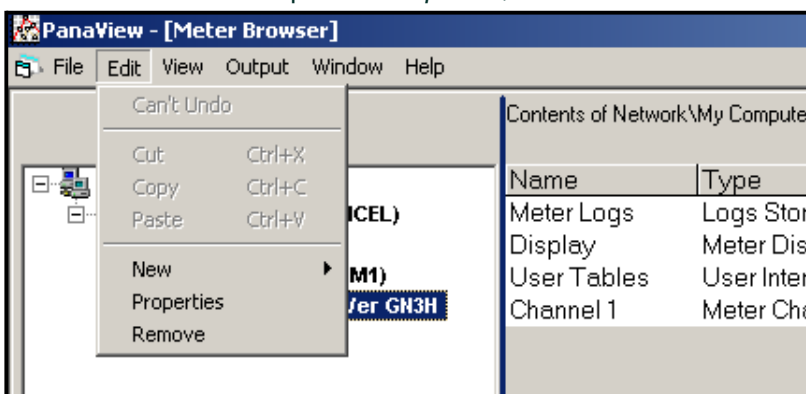 PanaView - [Meter Browser]
File Edit View Output Window Help
Can't Undo
Cut Ctrl+X
Copy Ctrl+C
Paste Ctrl+V
New
Properties
Remove
ICEL)
M1)
Ver GN3H
Contents of Network\My Compute
Name Type
Meter Logs Logs Stor
Display Meter Dis
User Tables User Inter
Channel 1 Meter Cha